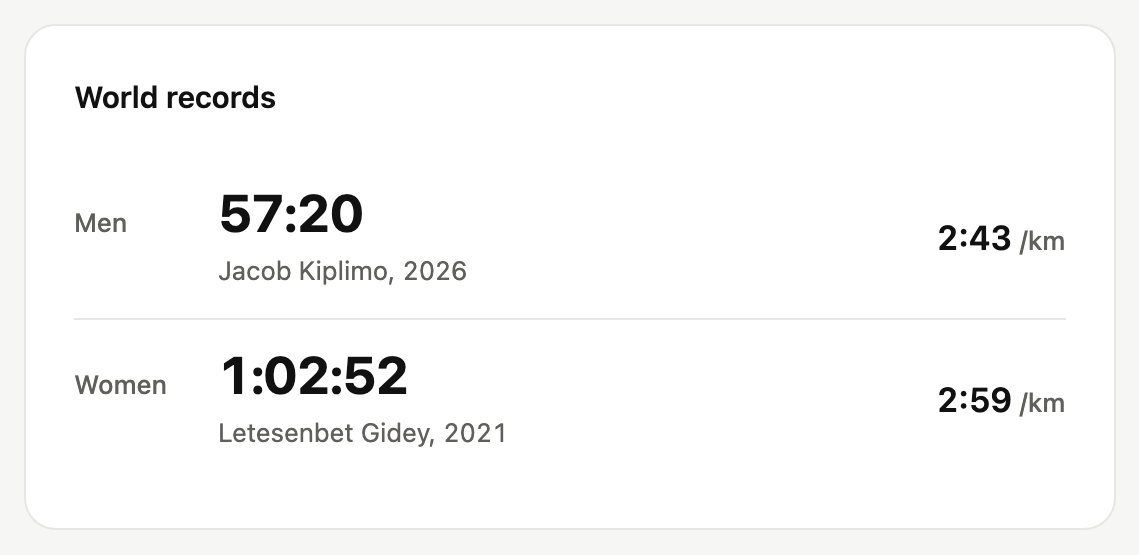 World records
Men
57:20
Jacob Kiplimo, 2026
2:43 /km
Women
1:02:52
Letesenbet Gidey, 2021
2:59 /km